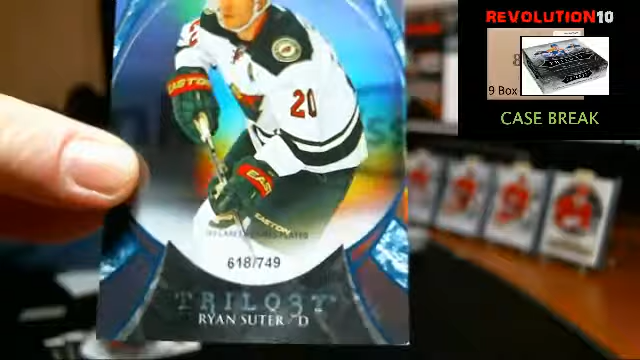 REVOLUTION10
9 Box
CASE BREAK
20
EASTON
EASTON
618/749
TRILOGY
RYAN SUTER / D